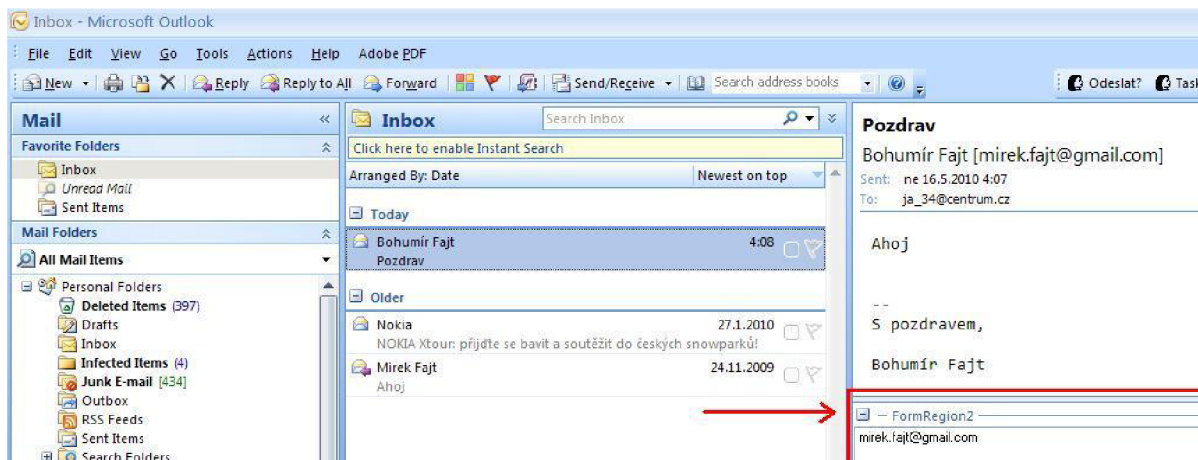 Inbox - Microsoft Outlook
File Edit View Go Tools Actions Help Adobe PDF
New Reply Reply to All Forward Send/Receive Search address books Odeslat? Task
Mail
Favorite Folders
Inbox
Unread Mail
Sent Items
Mail Folders
All Mail Items
Personal Folders
Deleted Items (397)
Drafts
Inbox
Infected Items (4)
Junk E-mail [434]
Outbox
RSS Feeds
Sent Items
Search Folders
Inbox Search Inbox
Click here to enable Instant Search
Arranged By: Date Newest on top
Today
Bohumír Fajt 4:08
Pozdrav
Older
Nokia 27.1.2010
NOKIA Xtour: přijďte se bavit a soutěžit do českých snowparků!
Mirek Fajt 24.11.2009
Ahoj
Pozdrav
Bohumír Fajt [mirek.fajt@gmail.com]
Sent: ne 16.5.2010 4:07
To: ja_34@centrum.cz
Ahoj
--
S pozdravem,
Bohumír Fajt
FormRegion2
mirek.fajt@gmail.com